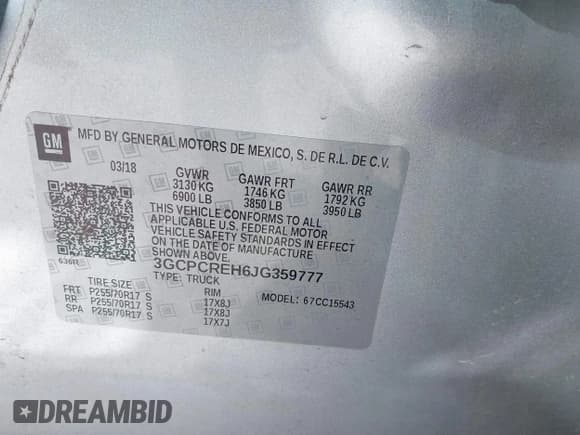 GM
MFD BY GENERAL MOTORS DE MEXICO, S. DE R.L. DE C.V.
03/18 GVWR GAWR FRT GAWR RR
3130 KG 1746 KG 1792 KG
6900 LB 3850 LB 3950 LB
THIS VEHICLE CONFORMS TO ALL
APPLICABLE U.S. FEDERAL MOTOR
VEHICLE SAFETY STANDARDS IN EFFECT
ON THE DATE OF MANUFACTURE
SHOWN ABOVE.
3GCPCREH6JG359777
TYPE: TRUCK
TIRE SIZE RIM MODEL: 67CC15543
FRT P255/70R17 S 17X8J
RR P255/70R17 S 17X8J
SPA P255/70R17 S 17X7J
DREAMBID